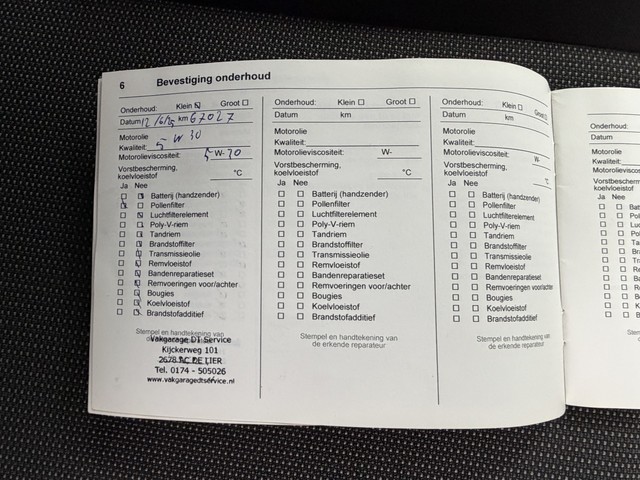 6 Bevestiging onderhoud
Onderhoud: Klein ☒ Groot ☐
Datum 12/6/15 km 67027
Motorolie
Kwaliteit: 5-W30
Motorolieviscositeit: 5-W-30
Vorstbescherming,
koelvloeistof °C
Ja Nee
Batterij (handzender)
Pollenfilter
Luchtfilterelement
Poly-V-riem
Tandriem
Brandstoffilter
Transmissieolie
Remvloeistof
Bandenreparatieset
Remvoeringen voor/achter
Bougies
Koelvloeistof
Brandstofadditief
Stempel en handtekening van
Vakgarage DT Service
Kijckerweg 101
2678 AC DE LIER
Tel. 0174 - 505026
www.vakgaragedtservice.nl
Onderhoud: Klein ☐ Groot ☐
Datum km
Motorolie
Kwaliteit:
Motorolieviscositeit: W-
Vorstbescherming,
koelvloeistof °C
Ja Nee
☐ ☐ Batterij (handzender)
☐ ☐ Pollenfilter
☐ ☐ Luchtfilterelement
☐ ☐ Poly-V-riem
☐ ☐ Tandriem
☐ ☐ Brandstoffilter
☐ ☐ Transmissieolie
☐ ☐ Remvloeistof
☐ ☐ Bandenreparatieset
☐ ☐ Remvoeringen voor/achter
☐ ☐ Bougies
☐ ☐ Koelvloeistof
☐ ☐ Brandstofadditief
Stempel en handtekening van
de erkende reparateur
Onderhoud: Klein ☐ Groot ☐
Datum km
Motorolie
Kwaliteit:
Motorolieviscositeit: W-
Vorstbescherming,
koelvloeistof °C
Ja Nee
☐ ☐ Batterij (handzender)
☐ ☐ Pollenfilter
☐ ☐ Luchtfilterelement
☐ ☐ Poly-V-riem
☐ ☐ Tandriem
☐ ☐ Brandstoffilter
☐ ☐ Transmissieolie
☐ ☐ Remvloeistof
☐ ☐ Bandenreparatieset
☐ ☐ Remvoeringen voor/achter
☐ ☐ Bougies
☐ ☐ Koelvloeistof
☐ ☐ Brandstofadditief
Stempel en handtekening van
de erkende reparateur
Onderhoud:
Datum
Motorolie
Kwaliteit:
Motorolieviscositeit:
Vorstbescherming,
koelvloeistof
Ja Nee